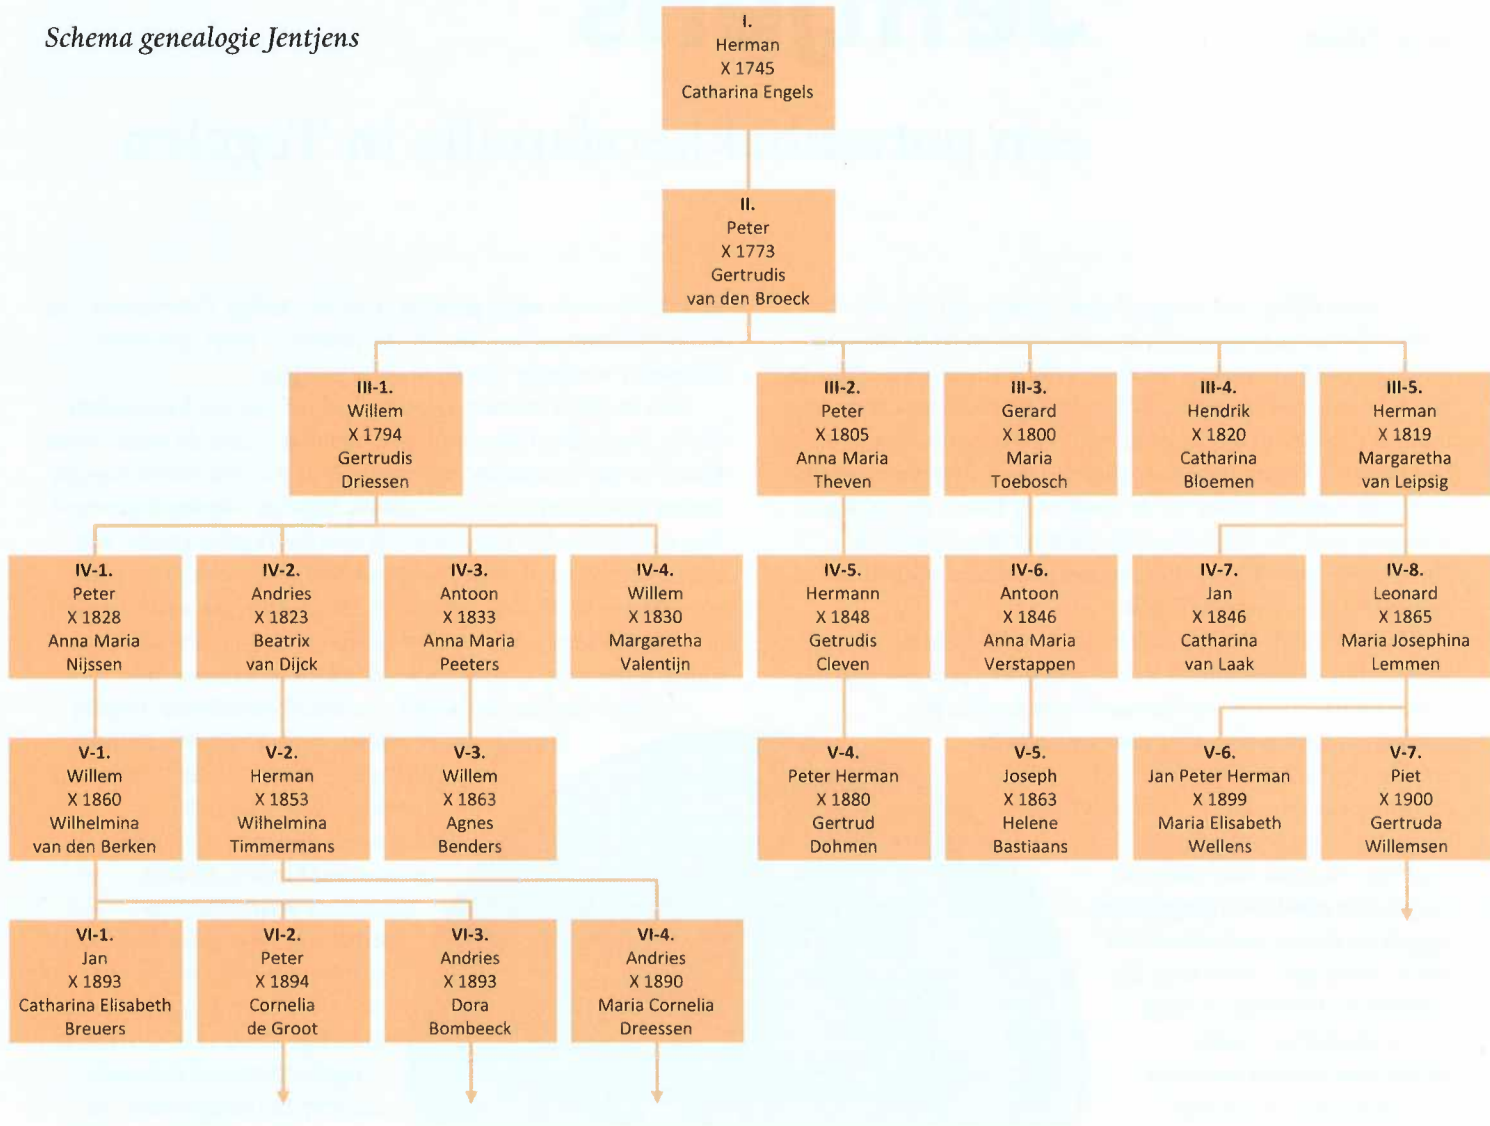 Schema genealogie Jentjens
I.
Herman
X 1745
Catharina Engels
II.
Peter
X 1773
Gertrudis
van den Broeck
III-1.
Willem
X 1794
Gertrudis
Driessen
III-2.
Peter
X 1805
Anna Maria
Theven
III-3.
Gerard
X 1800
Maria
Toebosch
III-4.
Hendrik
X 1820
Catharina
Bloemen
III-5.
Herman
X 1819
Margaretha
van Leipsig
IV-1.
Peter
X 1828
Anna Maria
Nijssen
IV-2.
Andries
X 1823
Beatrix
van Dijck
IV-3.
Antoon
X 1833
Anna Maria
Peeters
IV-4.
Willem
X 1830
Margaretha
Valentijn
IV-5.
Hermann
X 1848
Getrudis
Cleven
IV-6.
Antoon
X 1846
Anna Maria
Verstappen
IV-7.
Jan
X 1846
Catharina
van Laak
IV-8.
Leonard
X 1865
Maria Josephina
Lemmen
V-1.
Willem
X 1860
Wilhelmina
van den Berken
V-2.
Herman
X 1853
Wilhelmina
Timmermans
V-3.
Willem
X 1863
Agnes
Benders
V-4.
Peter Herman
X 1880
Gertrud
Dohmen
V-5.
Joseph
X 1863
Helene
Bastiaans
V-6.
Jan Peter Herman
X 1899
Maria Elisabeth
Wellens
V-7.
Piet
X 1900
Gertruda
Willemsen
VI-1.
Jan
X 1893
Catharina Elisabeth
Breuers
VI-2.
Peter
X 1894
Cornelia
de Groot
VI-3.
Andries
X 1893
Dora
Bombeeck
VI-4.
Andries
X 1890
Maria Cornelia
Dreessen